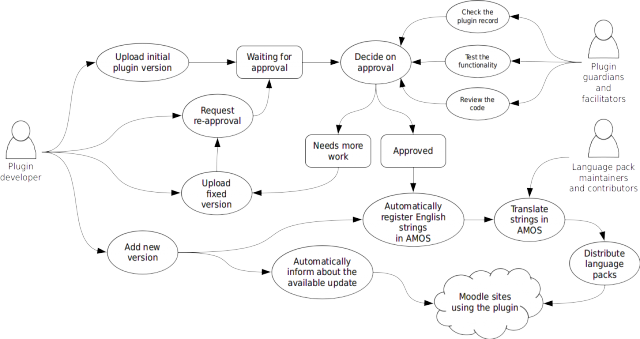 Check the
plugin record
Upload initial
plugin version
Waiting for
approval
Decide on
approval
Test the
functionality
Plugin
guardians
and
facilitators
Review the
code
Request
re-approval
Plugin
developer
Needs more
work
Approved
Language pack
maintainers
and contributors
Upload
fixed
version
Automatically
register English
strings
in AMOS
Translate
strings in
AMOS
Add new
version
Automatically
inform about the
available update
Distribute
language
packs
Moodle sites
using the plugin